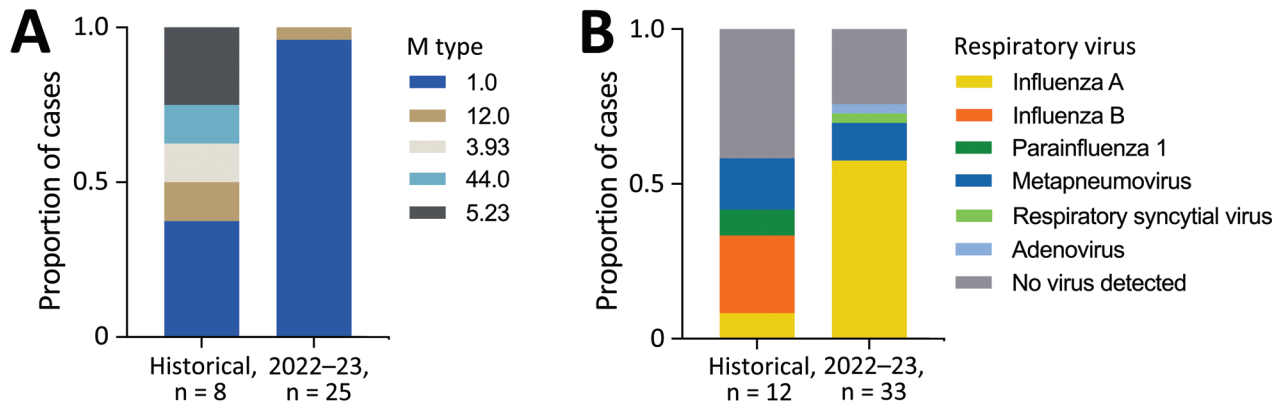 A
Proportion of cases
1.0
0.5
0
Historical,
n = 8
2022–23,
n = 25
M type
1.0
12.0
3.93
44.0
5.23
B
Proportion of cases
1.0
0.5
0
Historical,
n = 12
2022–23,
n = 33
Respiratory virus
Influenza A
Influenza B
Parainfluenza 1
Metapneumovirus
Respiratory syncytial virus
Adenovirus
No virus detected